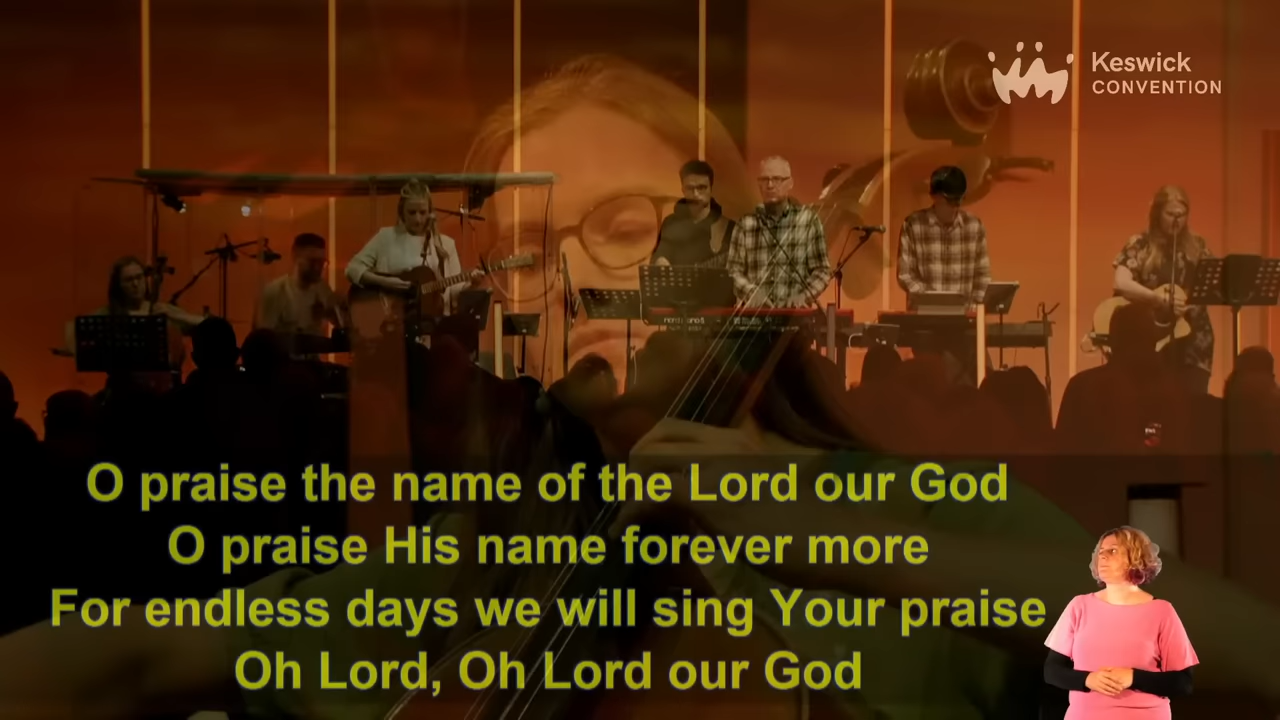 Keswick
CONVENTION
O praise the name of the Lord our God
O praise His name forever more
For endless days we will sing Your praise
Oh Lord, Oh Lord our God